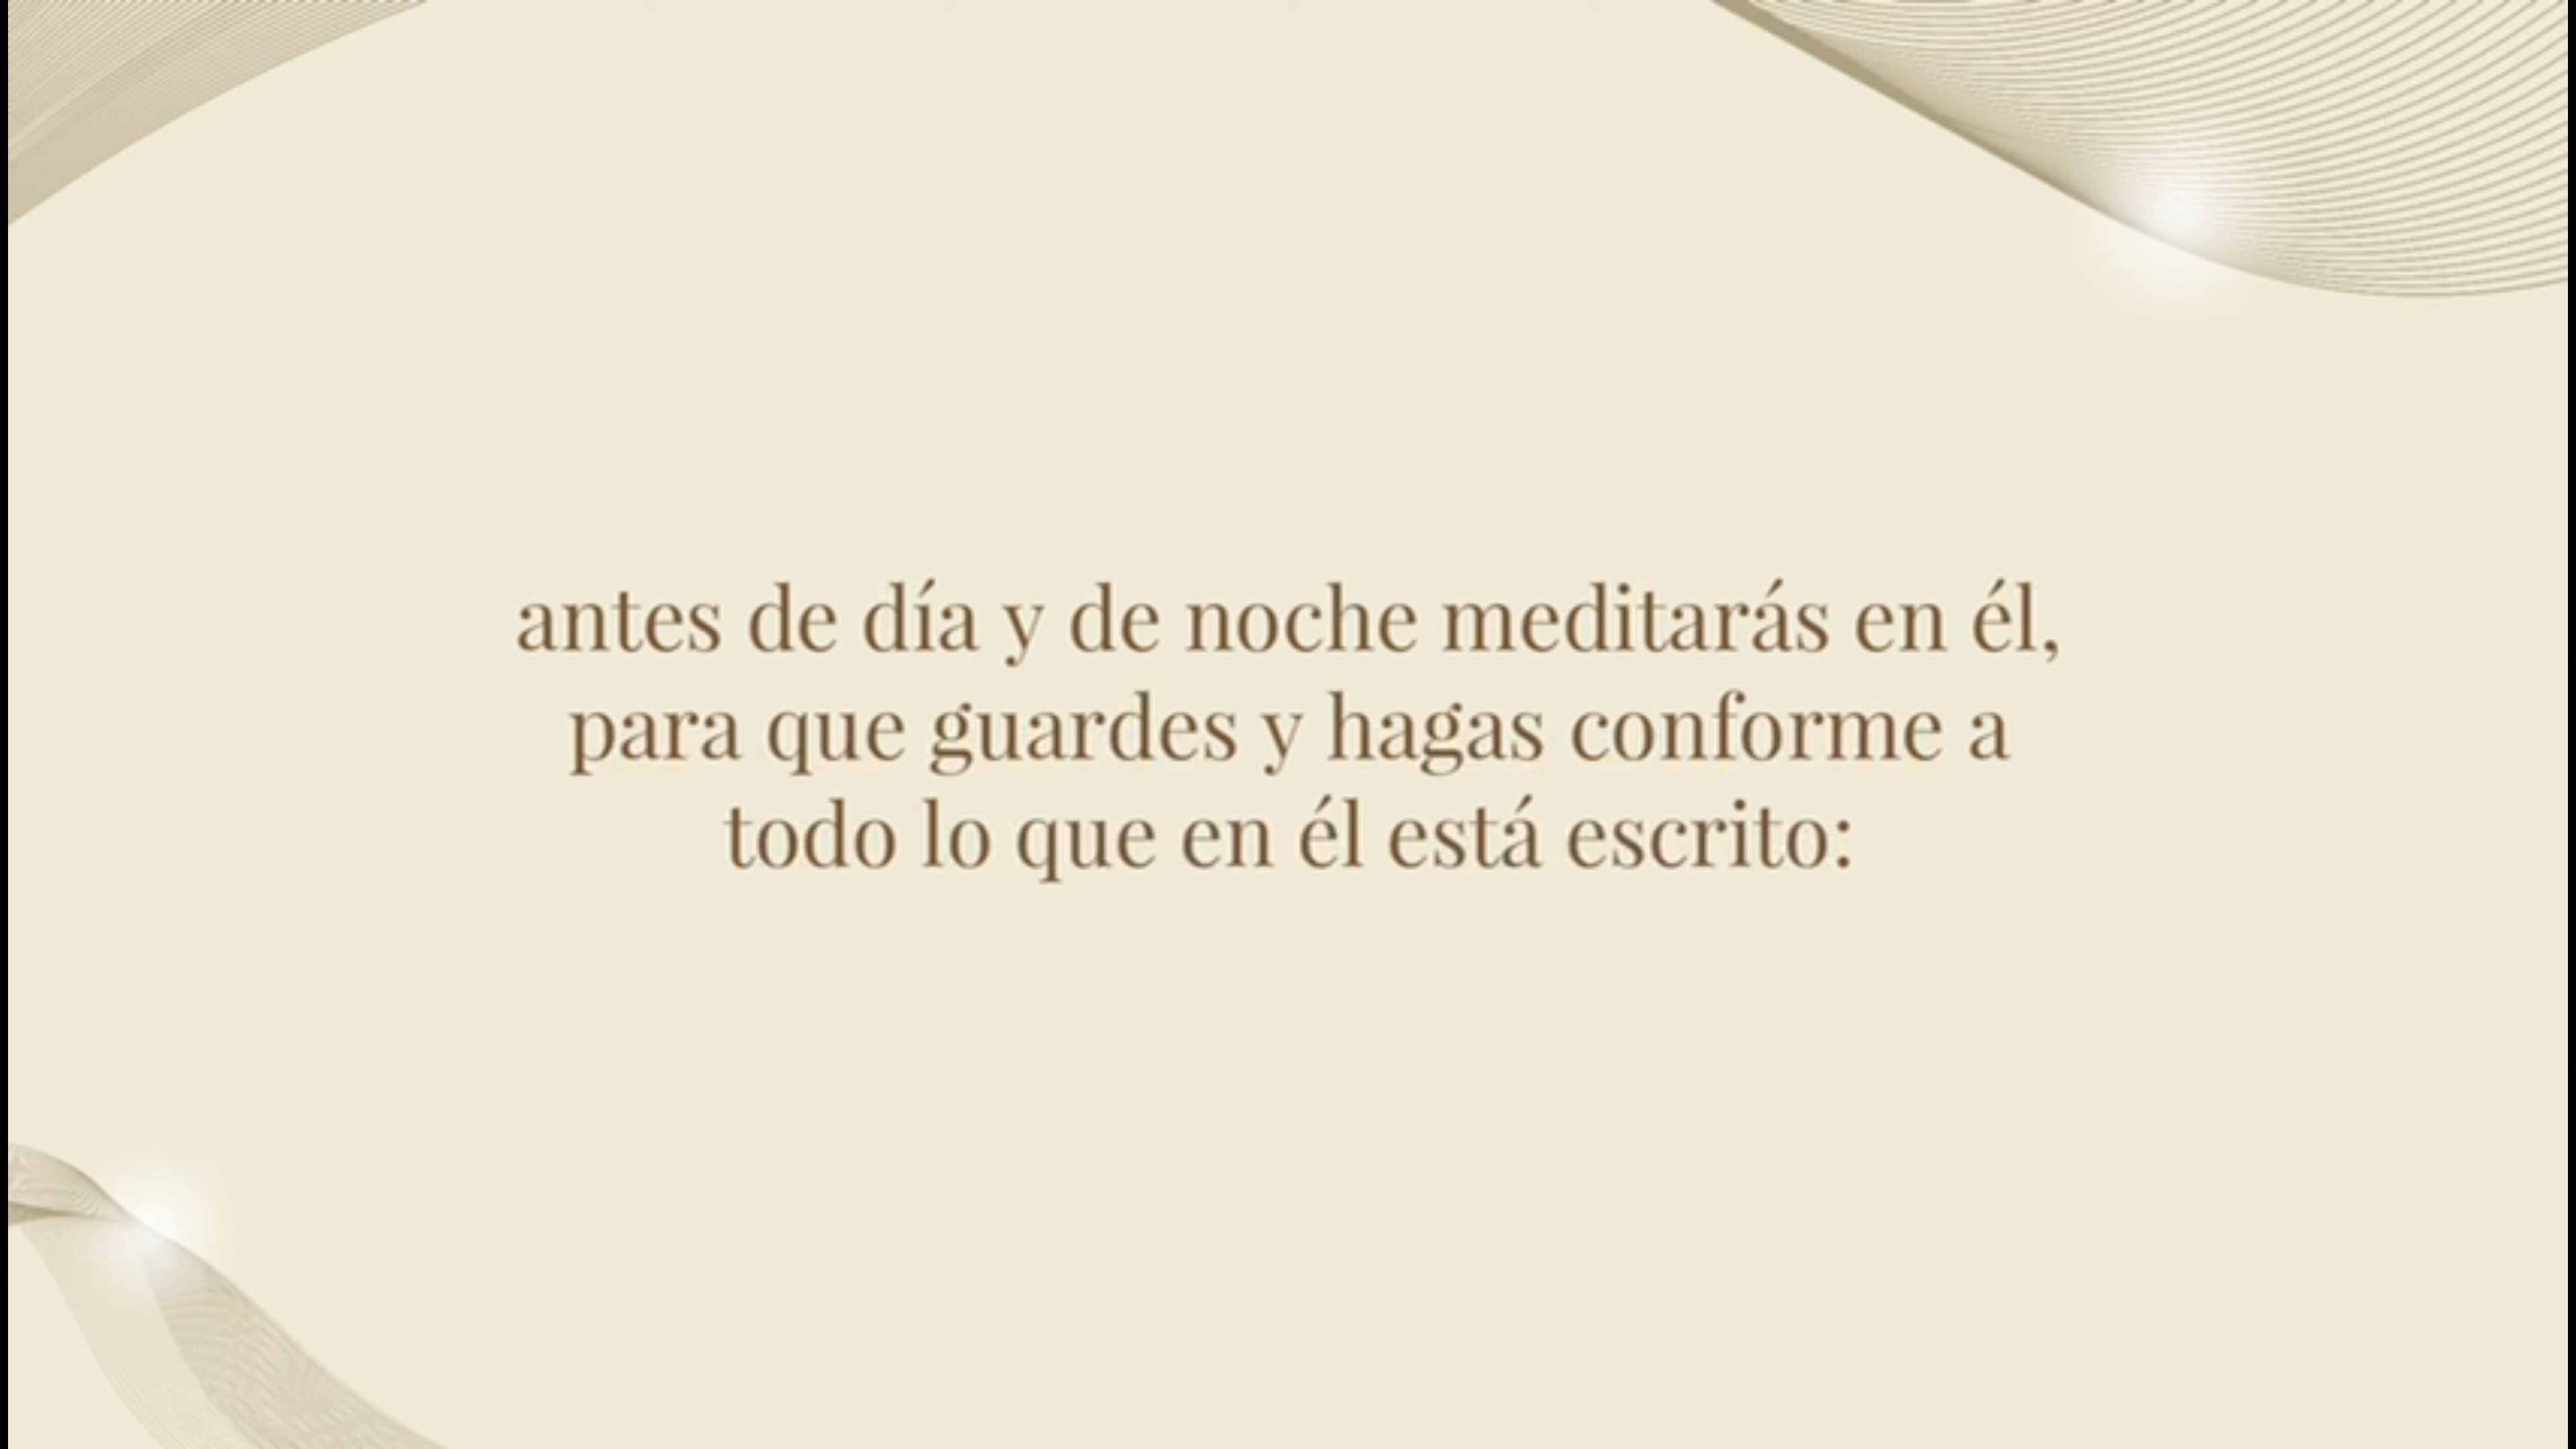 antes de día y de noche meditarás en él,
para que guardes y hagas conforme a
todo lo que en él está escrito: